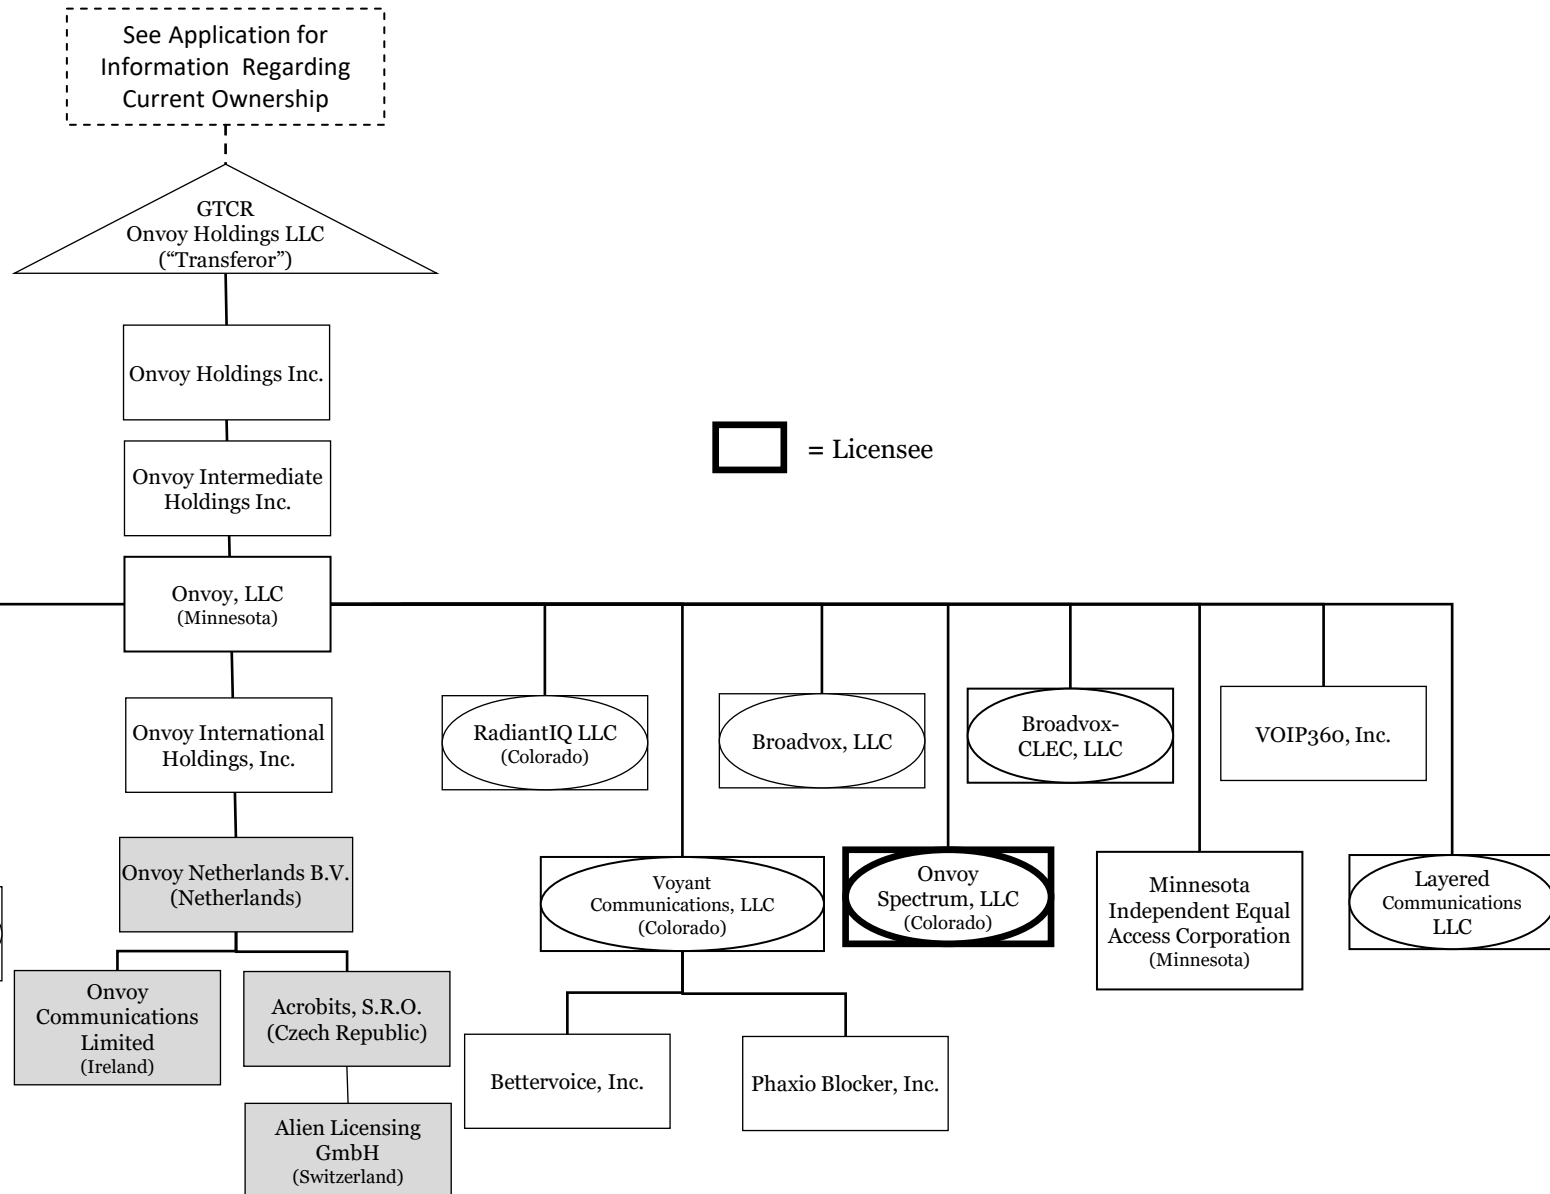 See Application for
Information Regarding
Current Ownership
GTCR
Onvoy Holdings LLC
(“Transferor”)
Onvoy Holdings Inc.
= Licensee
Onvoy Intermediate
Holdings Inc.
Onvoy, LLC
(Minnesota)
Onvoy International
Holdings, Inc.
RadiantIQ LLC
(Colorado)
Broadvox, LLC
Broadvox-
CLEC, LLC
VOIP360, Inc.
Onvoy Netherlands B.V.
(Netherlands)
Voyant
Communications, LLC
(Colorado)
Onvoy
Spectrum, LLC
(Colorado)
Minnesota
Independent Equal
Access Corporation
(Minnesota)
Layered
Communications
LLC
Onvoy
Communications
Limited
(Ireland)
Acrobits, S.R.O.
(Czech Republic)
Bettervoice, Inc.
Phaxio Blocker, Inc.
Alien Licensing
GmbH
(Switzerland)